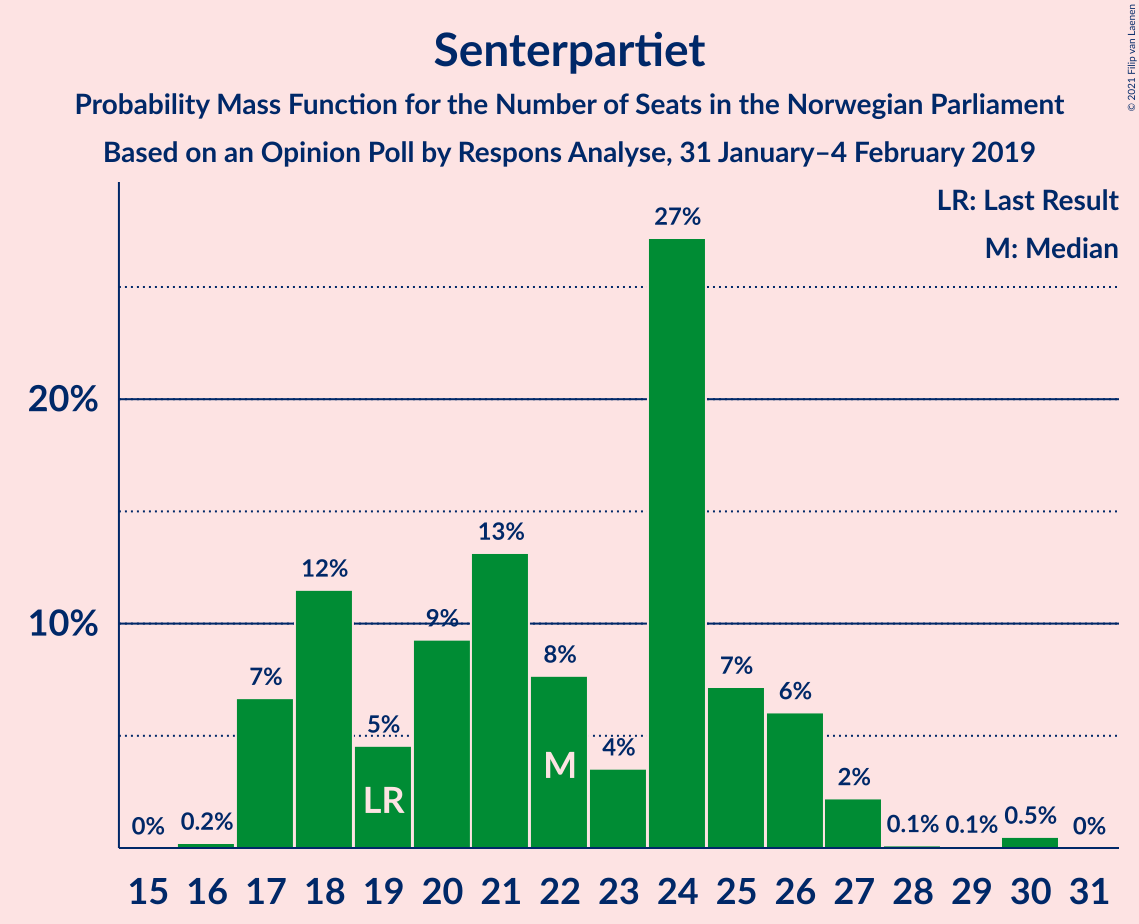 Senterpartiet
Probability Mass Function for the Number of Seats in the Norwegian Parliament
Based on an Opinion Poll by Respons Analyse, 31 January–4 February 2019
© 2021 Filip van Laenen
LR: Last Result
M: Median
20%
10%
0% 0.2% 7% 12% 5% 9% 13% 8% 4% 27% 7% 6% 2% 0.1% 0.1% 0.5% 0%
LR M
15 16 17 18 19 20 21 22 23 24 25 26 27 28 29 30 31